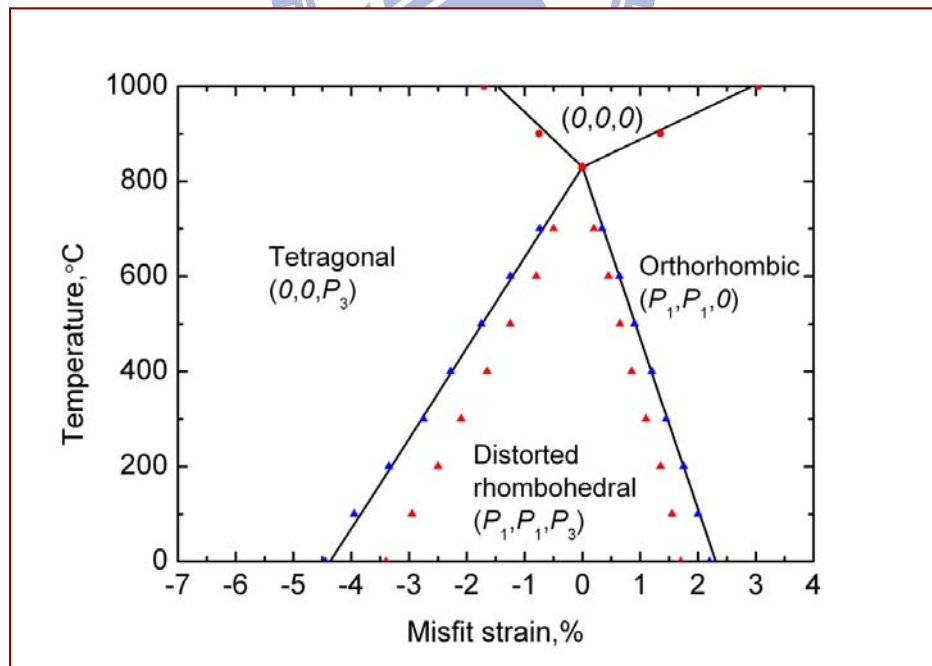 1000
800
600
400
200
0
Temperature,°C
(0,0,0)
Tetragonal
(0,0,P₃)
Orthorhombic
(P₁,P₁,0)
Distorted
rhombohedral
(P₁,P₁,P₃)
-7 -6 -5 -4 -3 -2 -1 0 1 2 3 4
Misfit strain,%